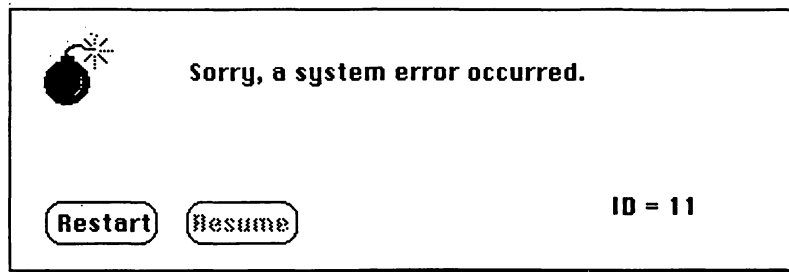 Sorry, a system error occurred.
ID = 11
Restart Resume